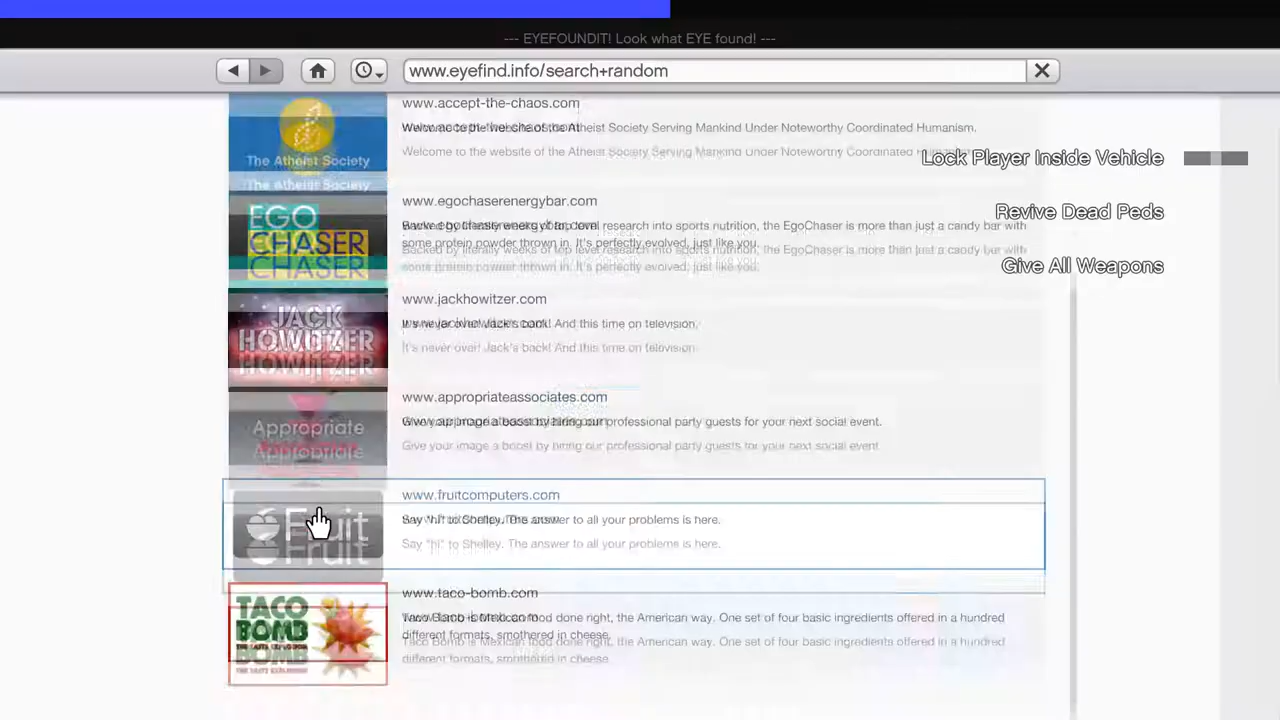 --- EYEFOUNDIT! Look what EYE found! ---
www.eyefind.info/search+random
www.accept-the-chaos.com
Welcome to the website of the Atheist Society Serving Mankind Under Noteworthy Coordinated Humanism.
The Atheist Society
Lock Player Inside Vehicle
www.egochaserenergybar.com
EGO
CHASER
Backed by literally weeks of top level research into sports nutrition, the EgoChaser is more than just a candy bar with
some protein powder thrown in. It's perfectly evolved, just like you.
Revive Dead Peds
Give All Weapons
www.jackhowitzer.com
JACK
HOWITZER
It's never over! Jack's back! And this time on television.
www.appropriateassociates.com
Appropriate
Give your image a boost by hiring our professional party guests for your next social event.
www.fruitcomputers.com
Fruit
Say "hi" to Shelley. The answer to all your problems is here.
www.taco-bomb.com
TACO
BOMB
Taco Bomb is Mexican food done right, the American way. One set of four basic ingredients offered in a hundred
different formats, smothered in cheese.